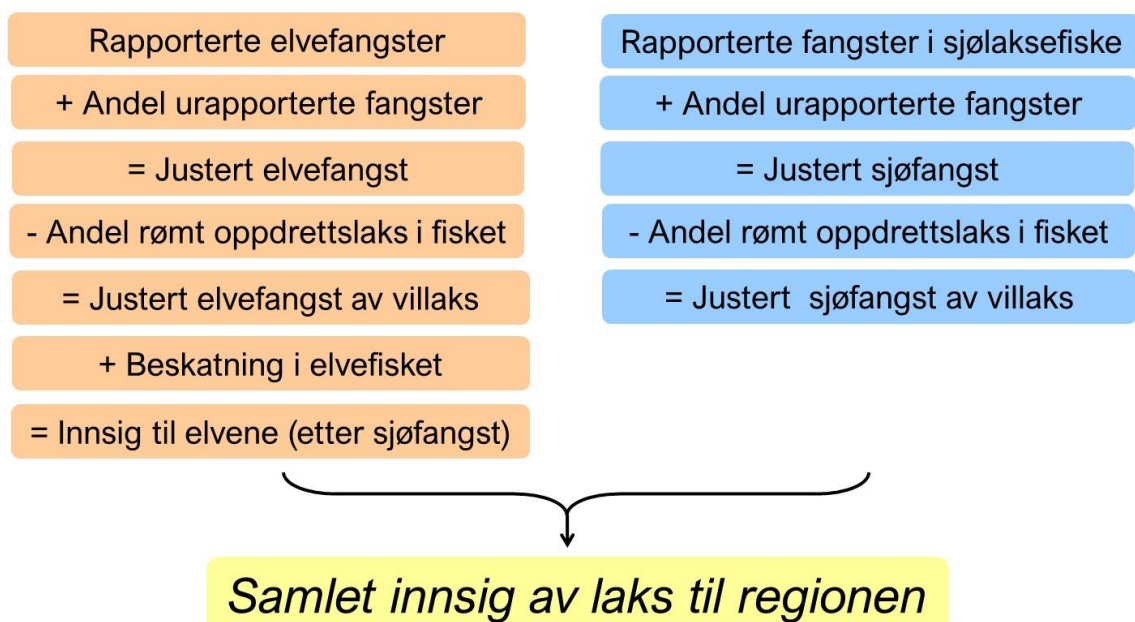 Rapporterte elvefangster
+ Andel urapporterte fangster
= Justert elvefangst
- Andel rømt oppdrettslaks i fisket
= Justert elvefangst av villaks
+ Beskatning i elvefisket
= Innsig til elvene (etter sjøfangst)
Rapporterte fangster i sjølaksefiske
+ Andel urapporterte fangster
= Justert sjøfangst
- Andel rømt oppdrettslaks i fisket
= Justert sjøfangst av villaks
Samlet innsig av laks til regionen